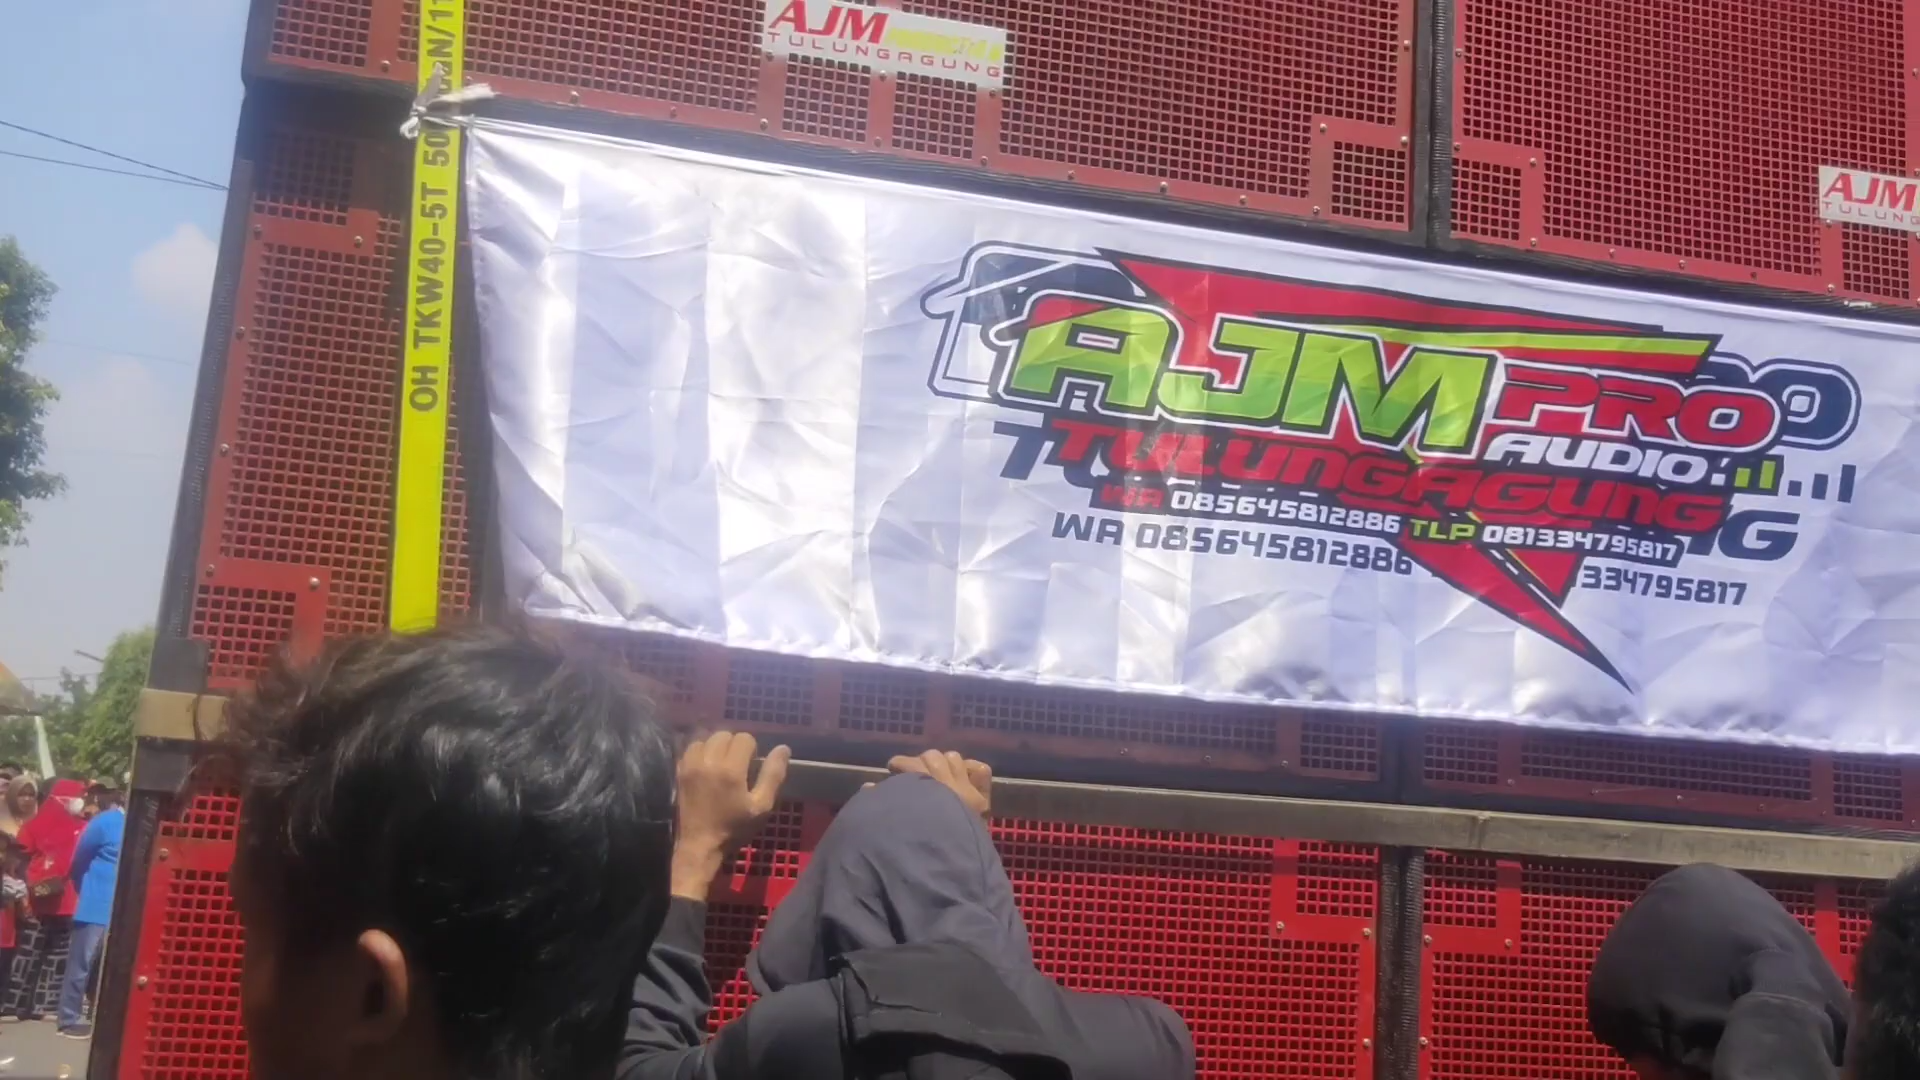 AJM
TULUNGAGUNG
OH TKW40-5T 50
AJM
AJM PRO
AUDIO
TULUNGAGUNG
WA 085645812886 TLP 081334795817
WA 085645812886 334795817